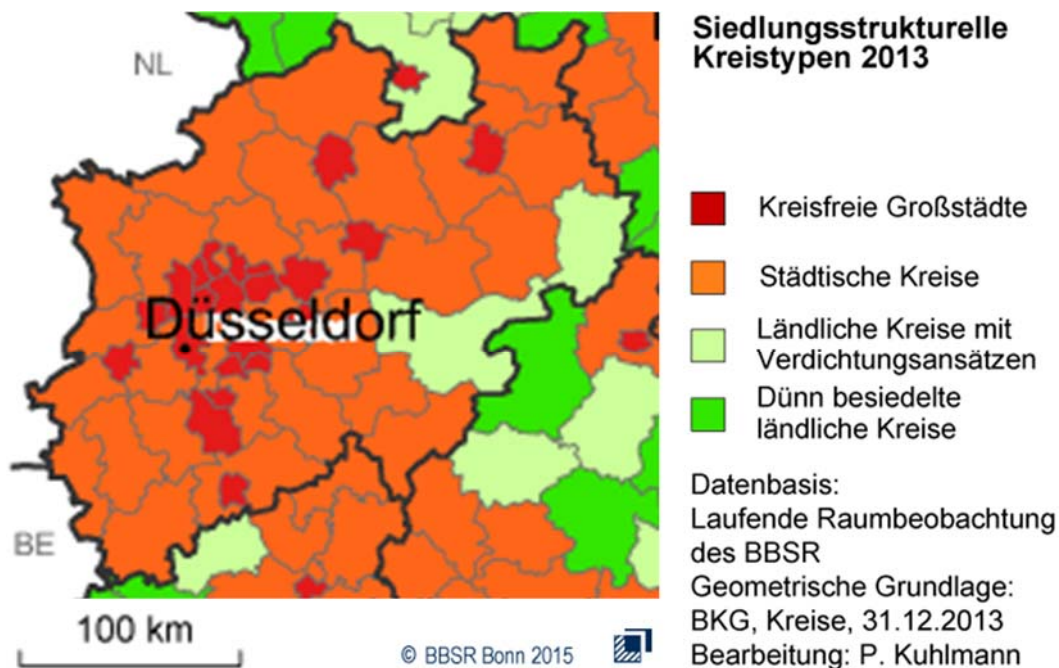 Siedlungsstrukturelle
Kreistypen 2013
NL
Kreisfreie Großstädte
Städtische Kreise
Düsseldorf
Ländliche Kreise mit
Verdichtungsansätzen
Dünn besiedelte
ländliche Kreise
BE
Datenbasis:
Laufende Raumbeobachtung
des BBSR
Geometrische Grundlage:
BKG, Kreise, 31.12.2013
Bearbeitung: P. Kuhlmann
100 km
© BBSR Bonn 2015